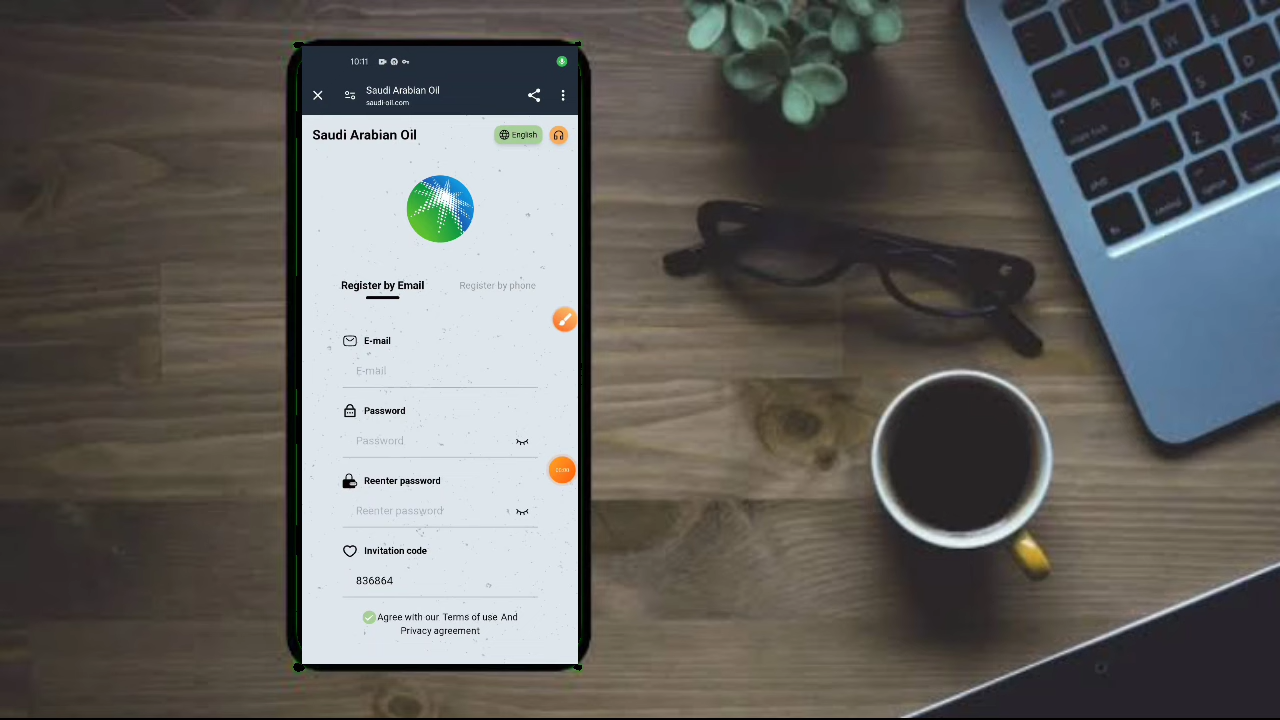 10:11
Saudi Arabian Oil
saudi-oil.com
Saudi Arabian Oil
English
Register by Email
Register by phone
E-mail
E-mail
Password
Password
00:00
Reenter password
Reenter password
Invitation code
836864
Agree with our Terms of use And
Privacy agreement